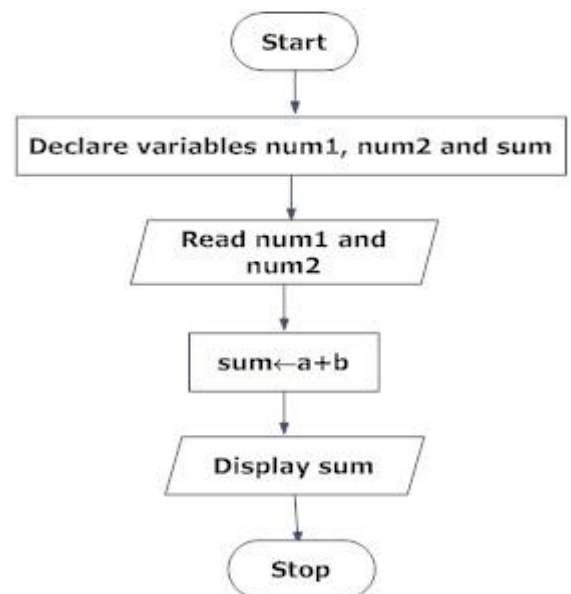 Start
Declare variables num1, num2 and sum
Read num1 and
num2
sum←a+b
Display sum
Stop